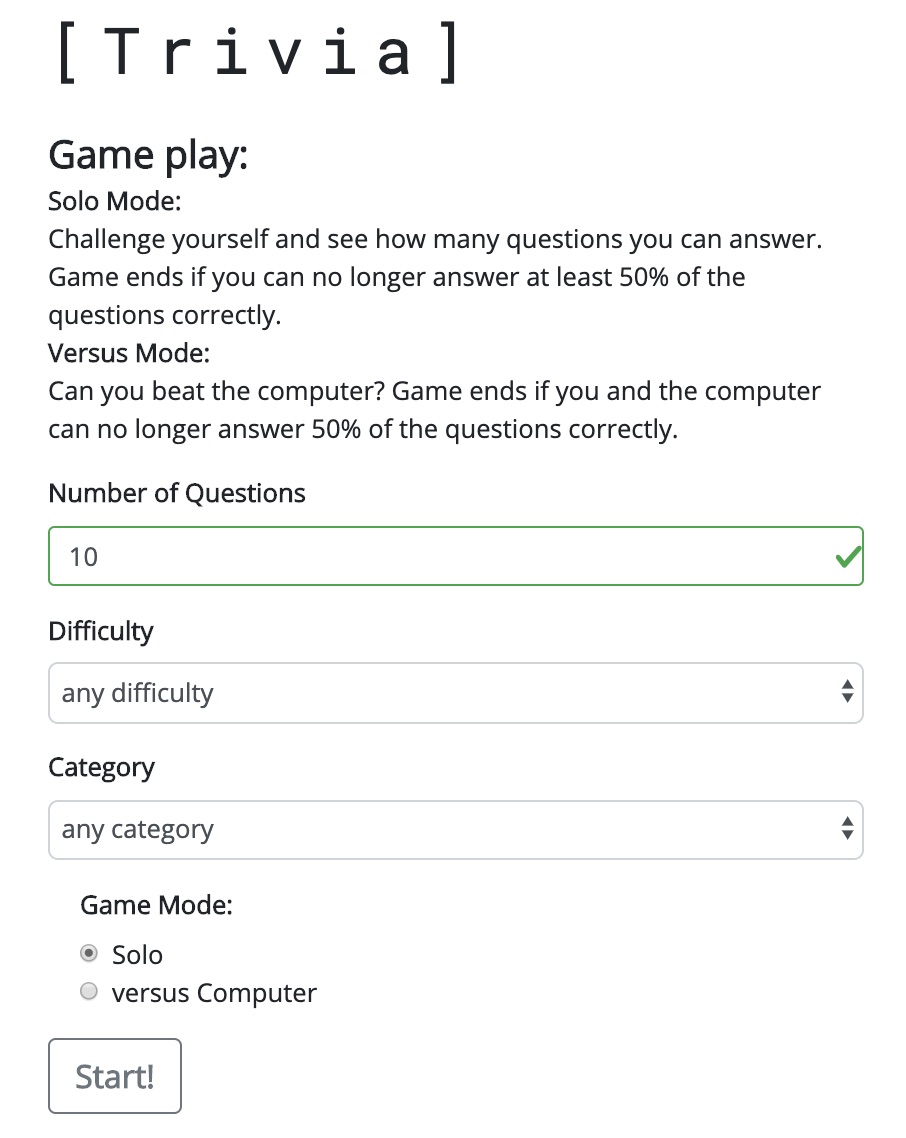 [Trivia]
Game play:
Solo Mode:
Challenge yourself and see how many questions you can answer.
Game ends if you can no longer answer at least 50% of the
questions correctly.
Versus Mode:
Can you beat the computer? Game ends if you and the computer
can no longer answer 50% of the questions correctly.
Number of Questions
10
Difficulty
any difficulty
Category
any category
Game Mode:
Solo
versus Computer
Start!